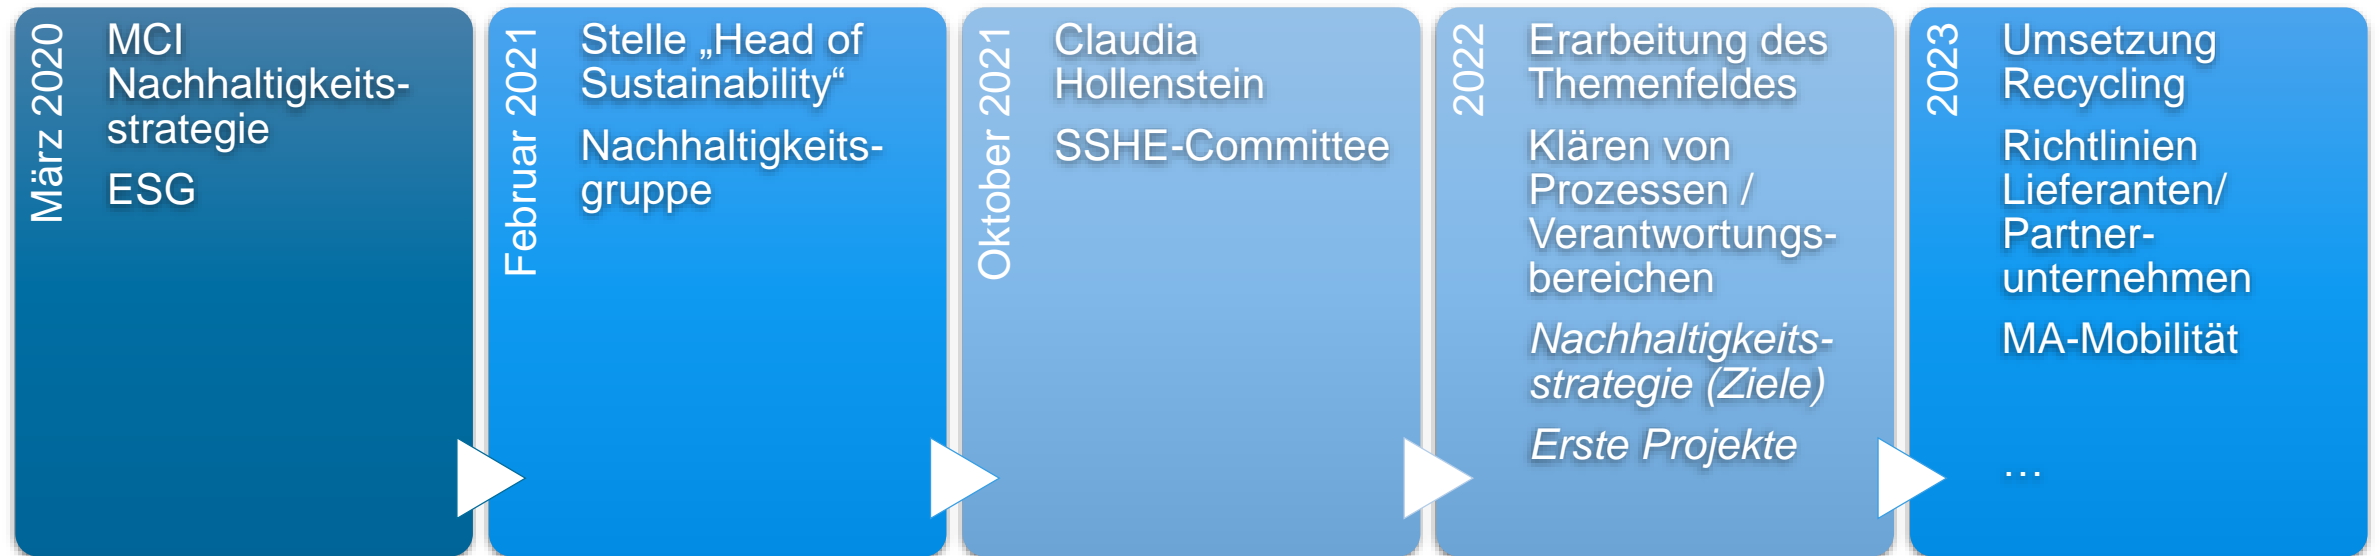 März 2020
MCI
Nachhaltigkeits-
strategie
ESG
Februar 2021
Stelle „Head of
Sustainability“
Nachhaltigkeits-
gruppe
Oktober 2021
Claudia
Hollenstein
SSHE-Committee
2022
Erarbeitung des
Themenfeldes
Klären von
Prozessen /
Verantwortungs-
bereichen
Nachhaltigkeits-
strategie (Ziele)
Erste Projekte
2023
Umsetzung
Recycling
Richtlinien
Lieferanten/
Partner-
unternehmen
MA-Mobilität
…